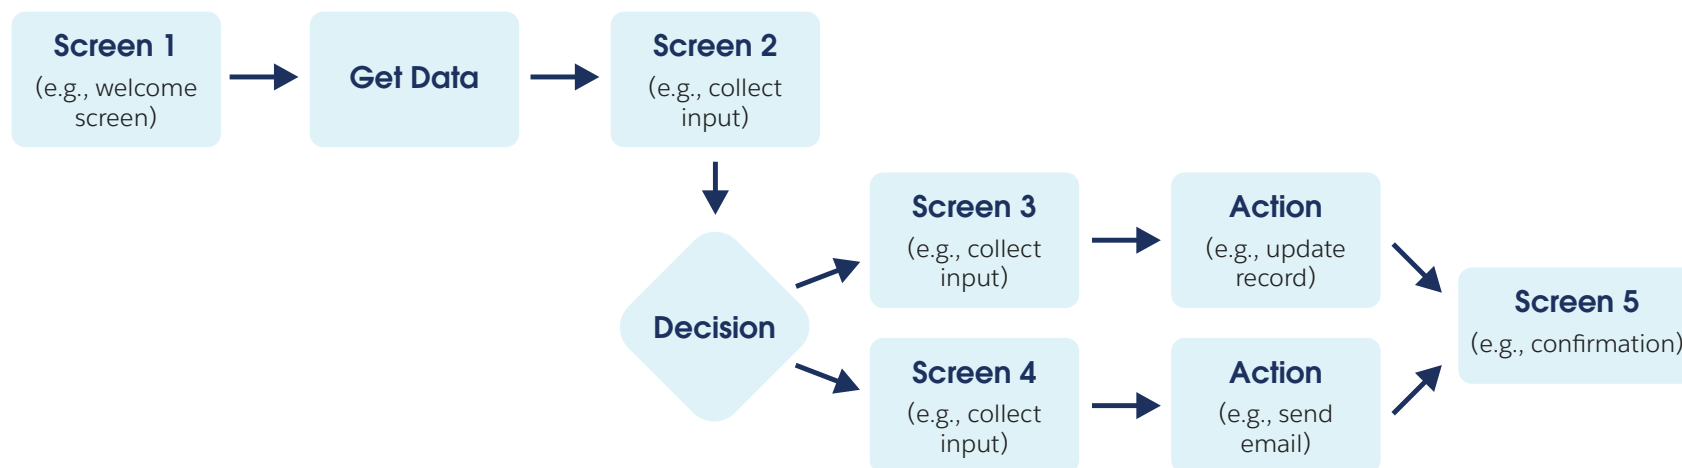 Screen 1
(e.g., welcome
screen)
Get Data
Screen 2
(e.g., collect
input)
Decision
Screen 3
(e.g., collect
input)
Action
(e.g., update
record)
Screen 4
(e.g., collect
input)
Action
(e.g., send
email)
Screen 5
(e.g., confirmation)